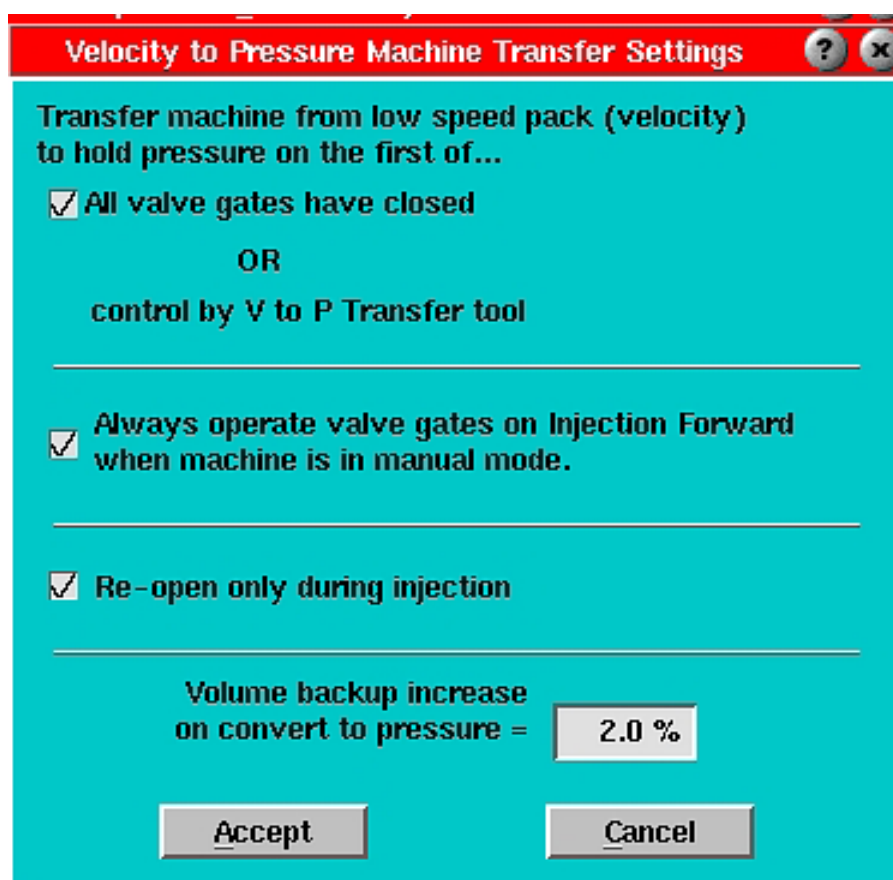 Velocity to Pressure Machine Transfer Settings ? x
Transfer machine from low speed pack (velocity)
to hold pressure on the first of...
All valve gates have closed
OR
control by V to P Transfer tool
Always operate valve gates on Injection Forward
when machine is in manual mode.
Re-open only during injection
Volume backup increase
on convert to pressure = 2.0 %
Accept Cancel